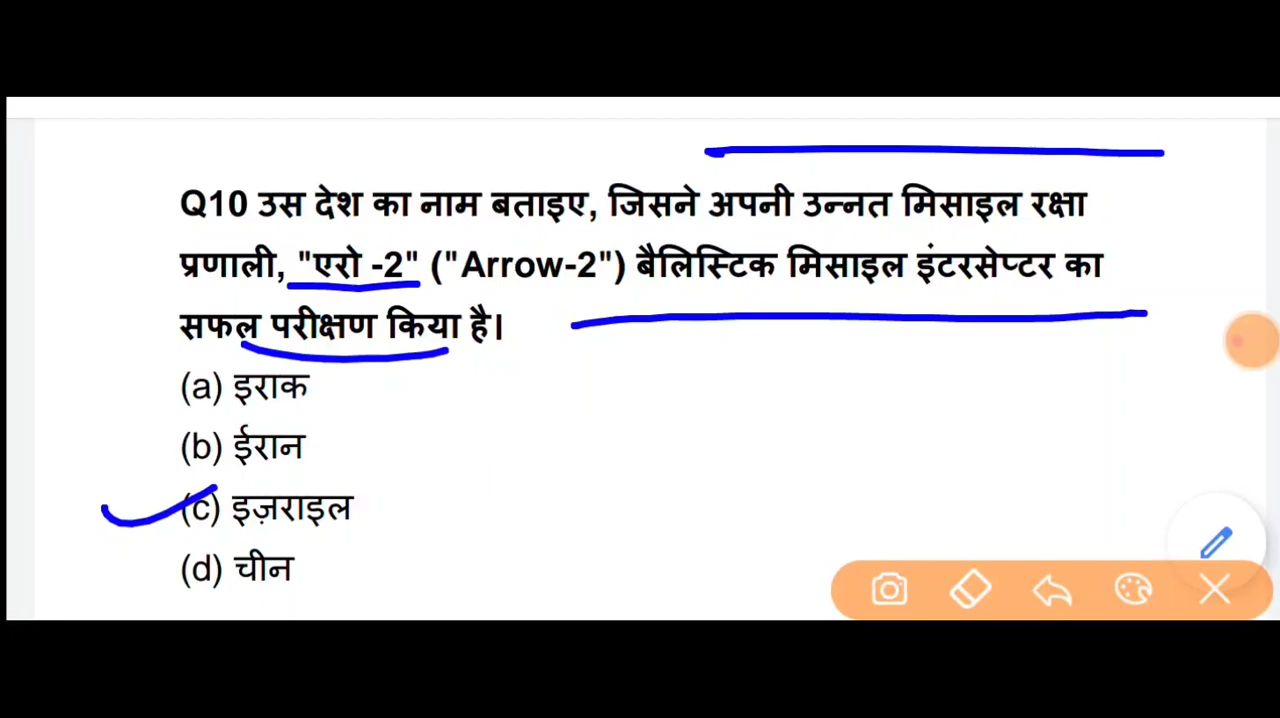 Q10 उस देश का नाम बताइए, जिसने अपनी उन्नत मिसाइल रक्षा
प्रणाली, "एरो -2" ("Arrow-2") बैलिस्टिक मिसाइल इंटरसेप्टर का
सफल परीक्षण किया है।
(a) इराक
(b) ईरान
(c) इज़राइल
(d) चीन